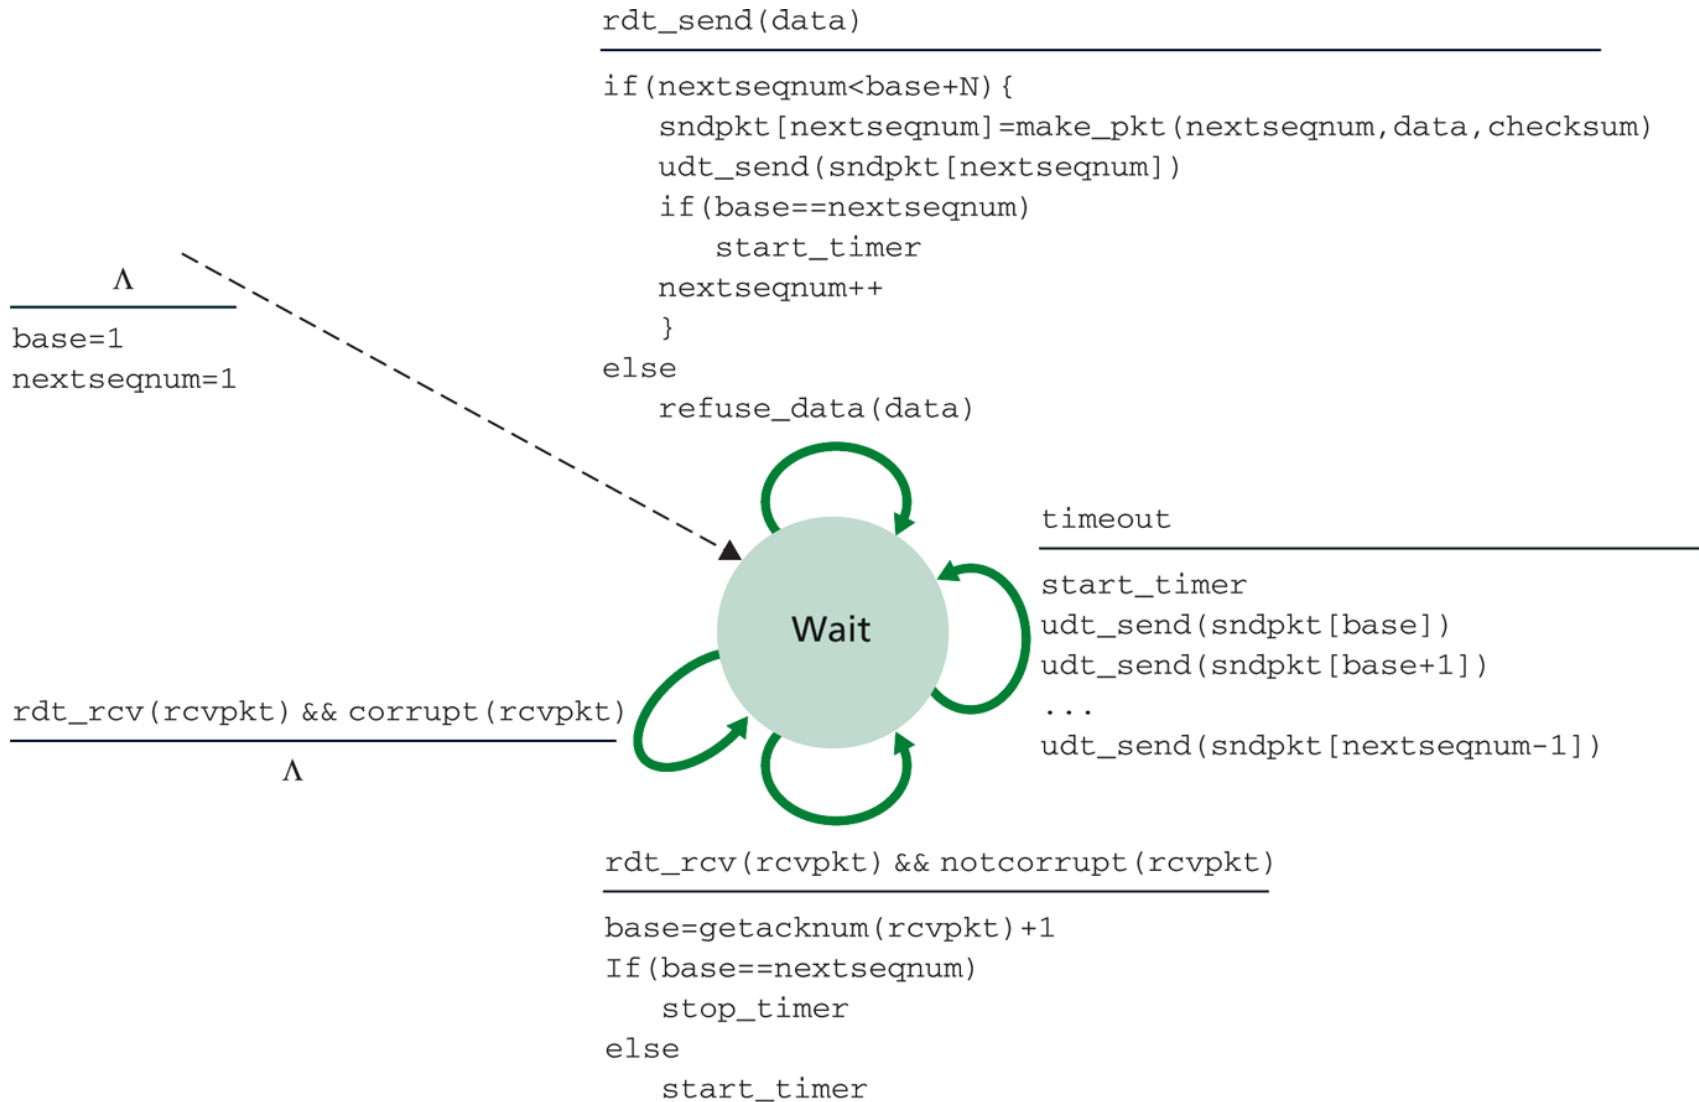 rdt_send(data)
if(nextseqnum<base+N){
sndpkt[nextseqnum]=make_pkt(nextseqnum,data,checksum)
udt_send(sndpkt[nextseqnum])
if(base==nextseqnum)
start_timer
nextseqnum++
}
else
refuse_data(data)
Λ
base=1
nextseqnum=1
timeout
start_timer
udt_send(sndpkt[base])
udt_send(sndpkt[base+1])
...
udt_send(sndpkt[nextseqnum-1])
Wait
rdt_rcv(rcvpkt) && corrupt(rcvpkt)
Λ
rdt_rcv(rcvpkt) && notcorrupt(rcvpkt)
base=getacknum(rcvpkt)+1
If(base==nextseqnum)
stop_timer
else
start_timer